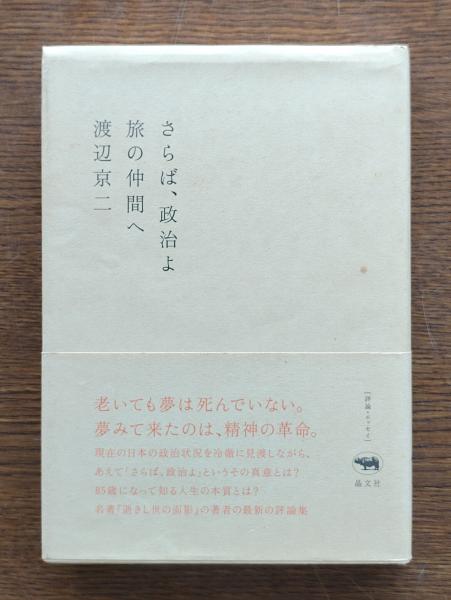 さらば、政治よ
旅の仲間へ
渡辺京二
老いても夢は死んでいない。
夢みて来たのは、精神の革命。
現在の日本の政治状況を冷徹に見渡しながら、
あえて「さらば、政治よ」というその真意とは?
85歳になって知る人生の本質とは?
名著『逝きし世の面影』の著者の最新の評論集
[評論・エッセイ]
晶文社